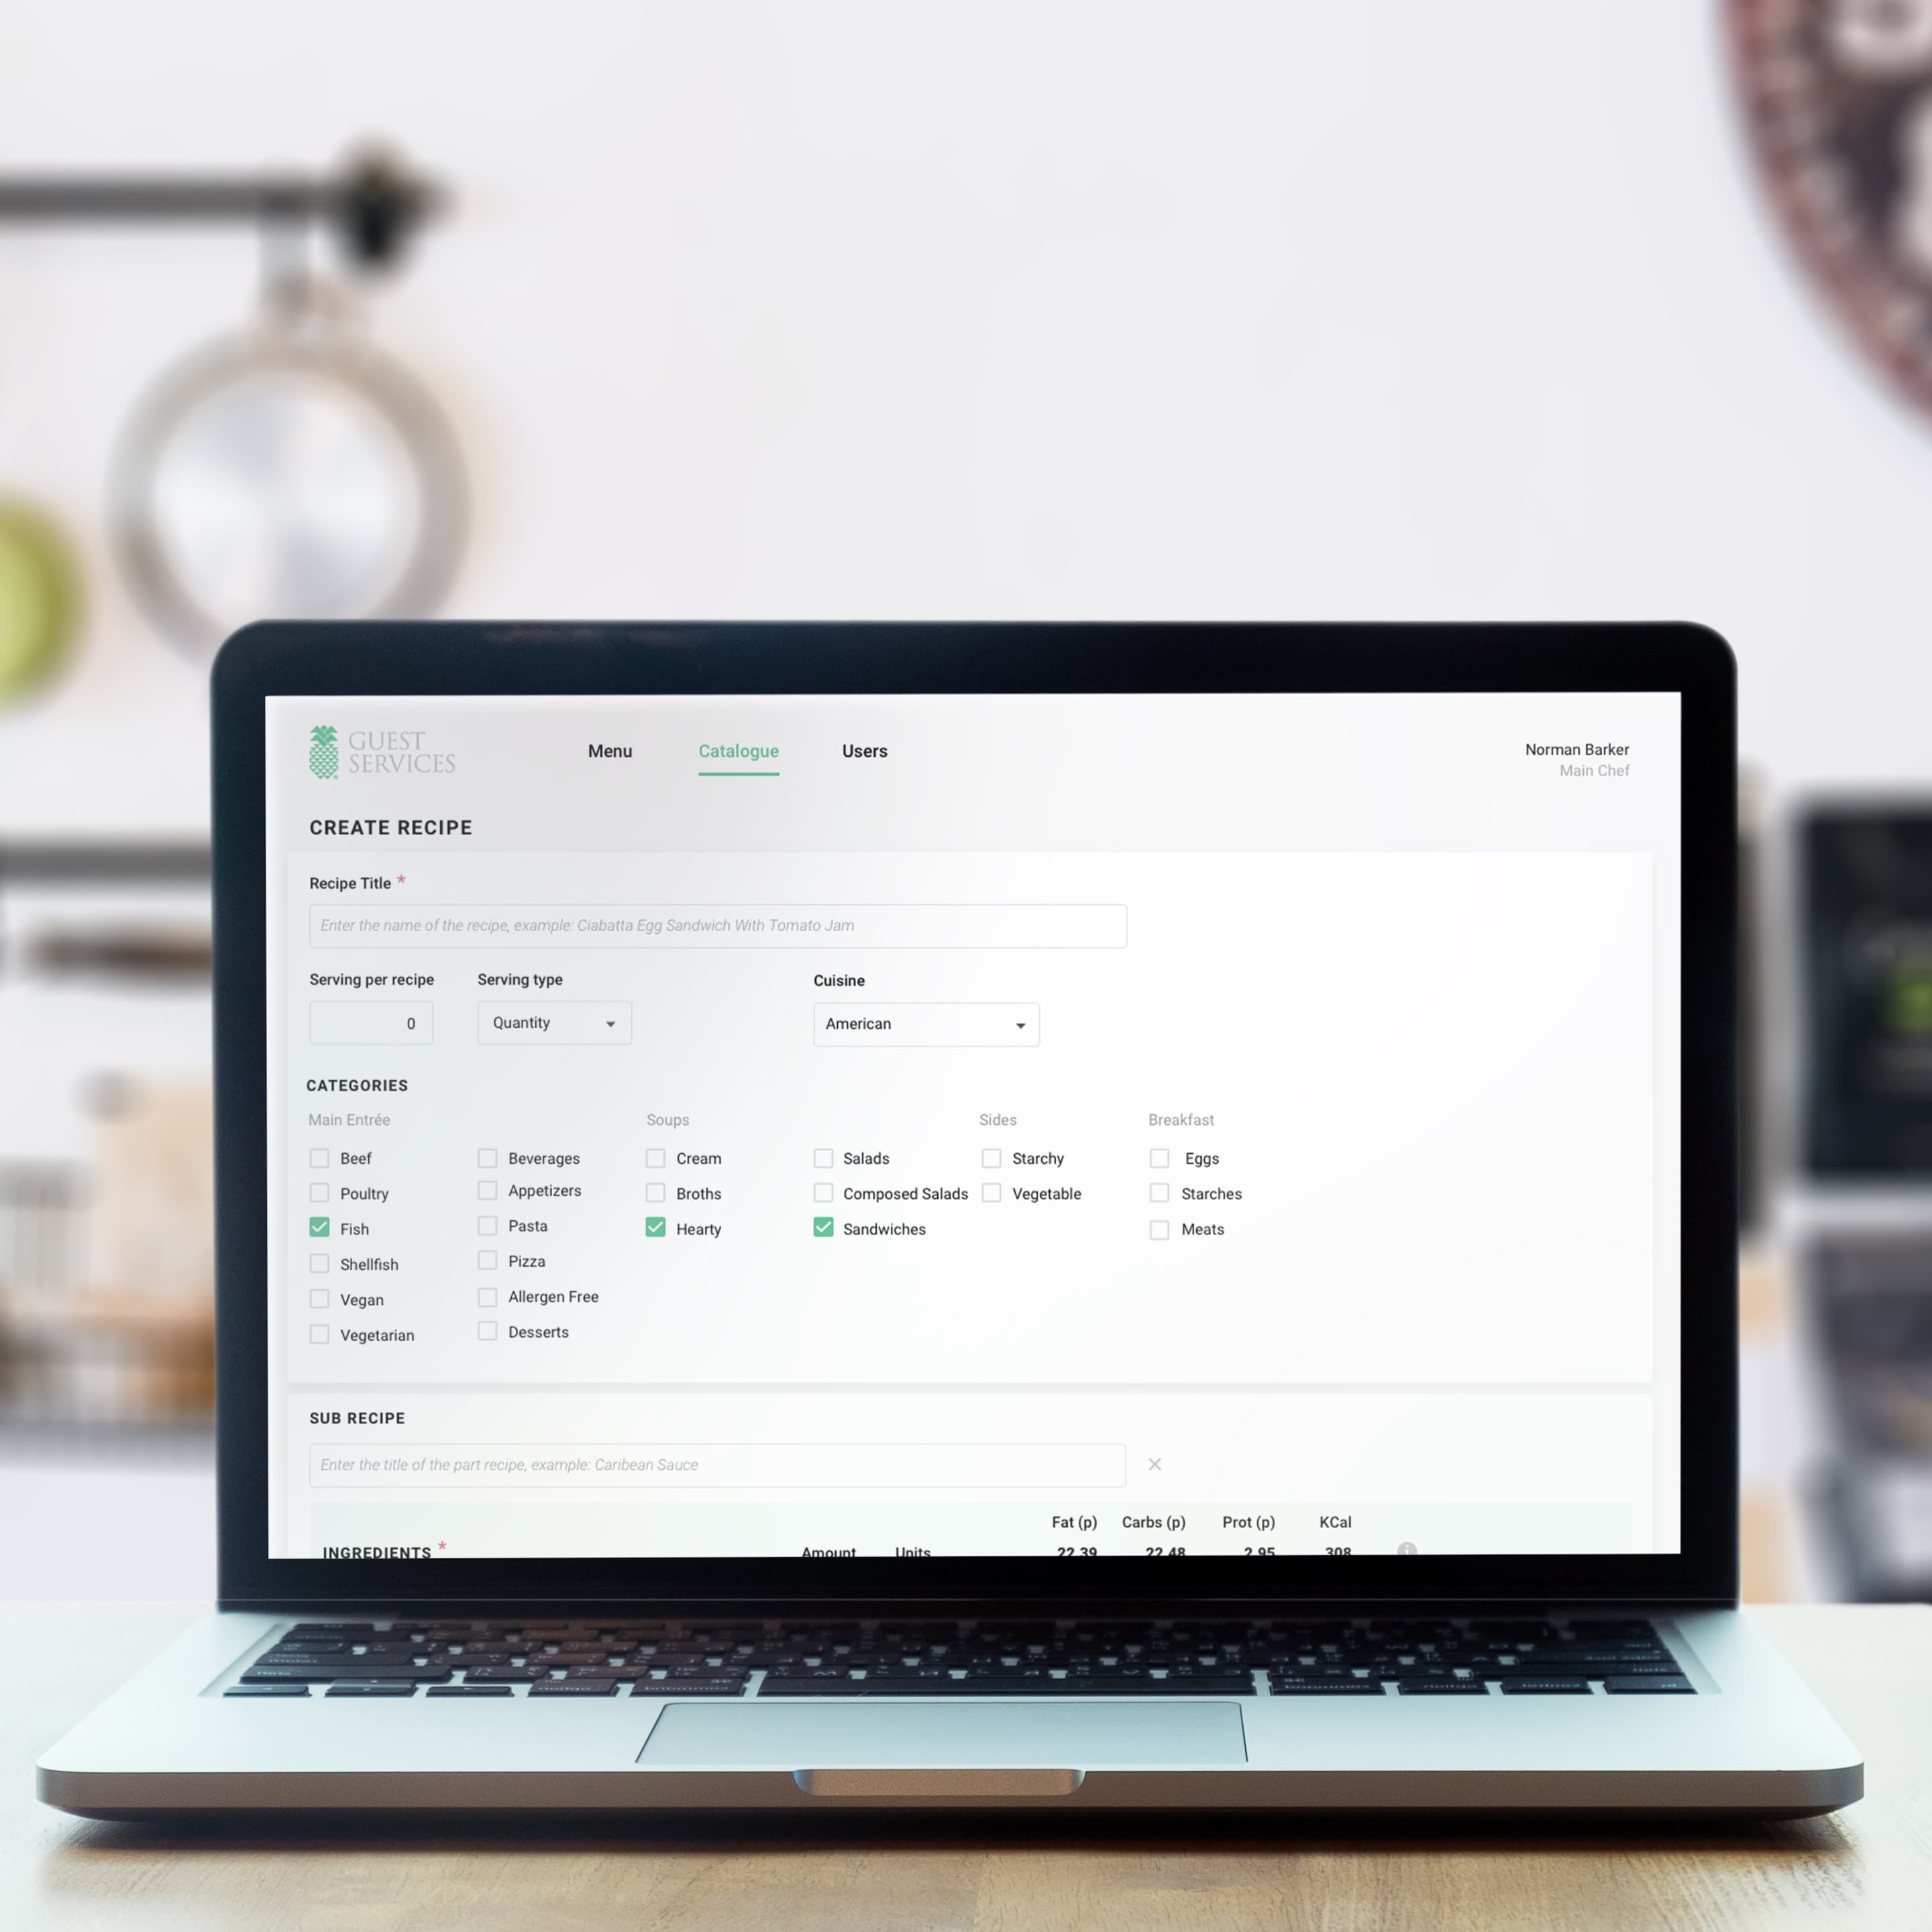 GUEST
SERVICES
Menu Catalogue Users
Norman Barker
Main Chef
CREATE RECIPE
Recipe Title *
Enter the name of the recipe, example: Ciabatta Egg Sandwich With Tomato Jam
Serving per recipe Serving type Cuisine
0 Quantity American
CATEGORIES
Main Entrée Soups Sides Breakfast
Beef Beverages Cream Salads Starchy Eggs
Poultry Appetizers Broths Composed Salads Vegetable Starches
Fish Pasta Hearty Sandwiches Meats
Shellfish Pizza
Vegan Allergen Free
Vegetarian Desserts
SUB RECIPE
Enter the title of the part recipe, example: Caribean Sauce
Fat (p) Carbs (p) Prot (p) KCal
INGREDIENTS * Amount Units 22.39 22.48 2.95 308